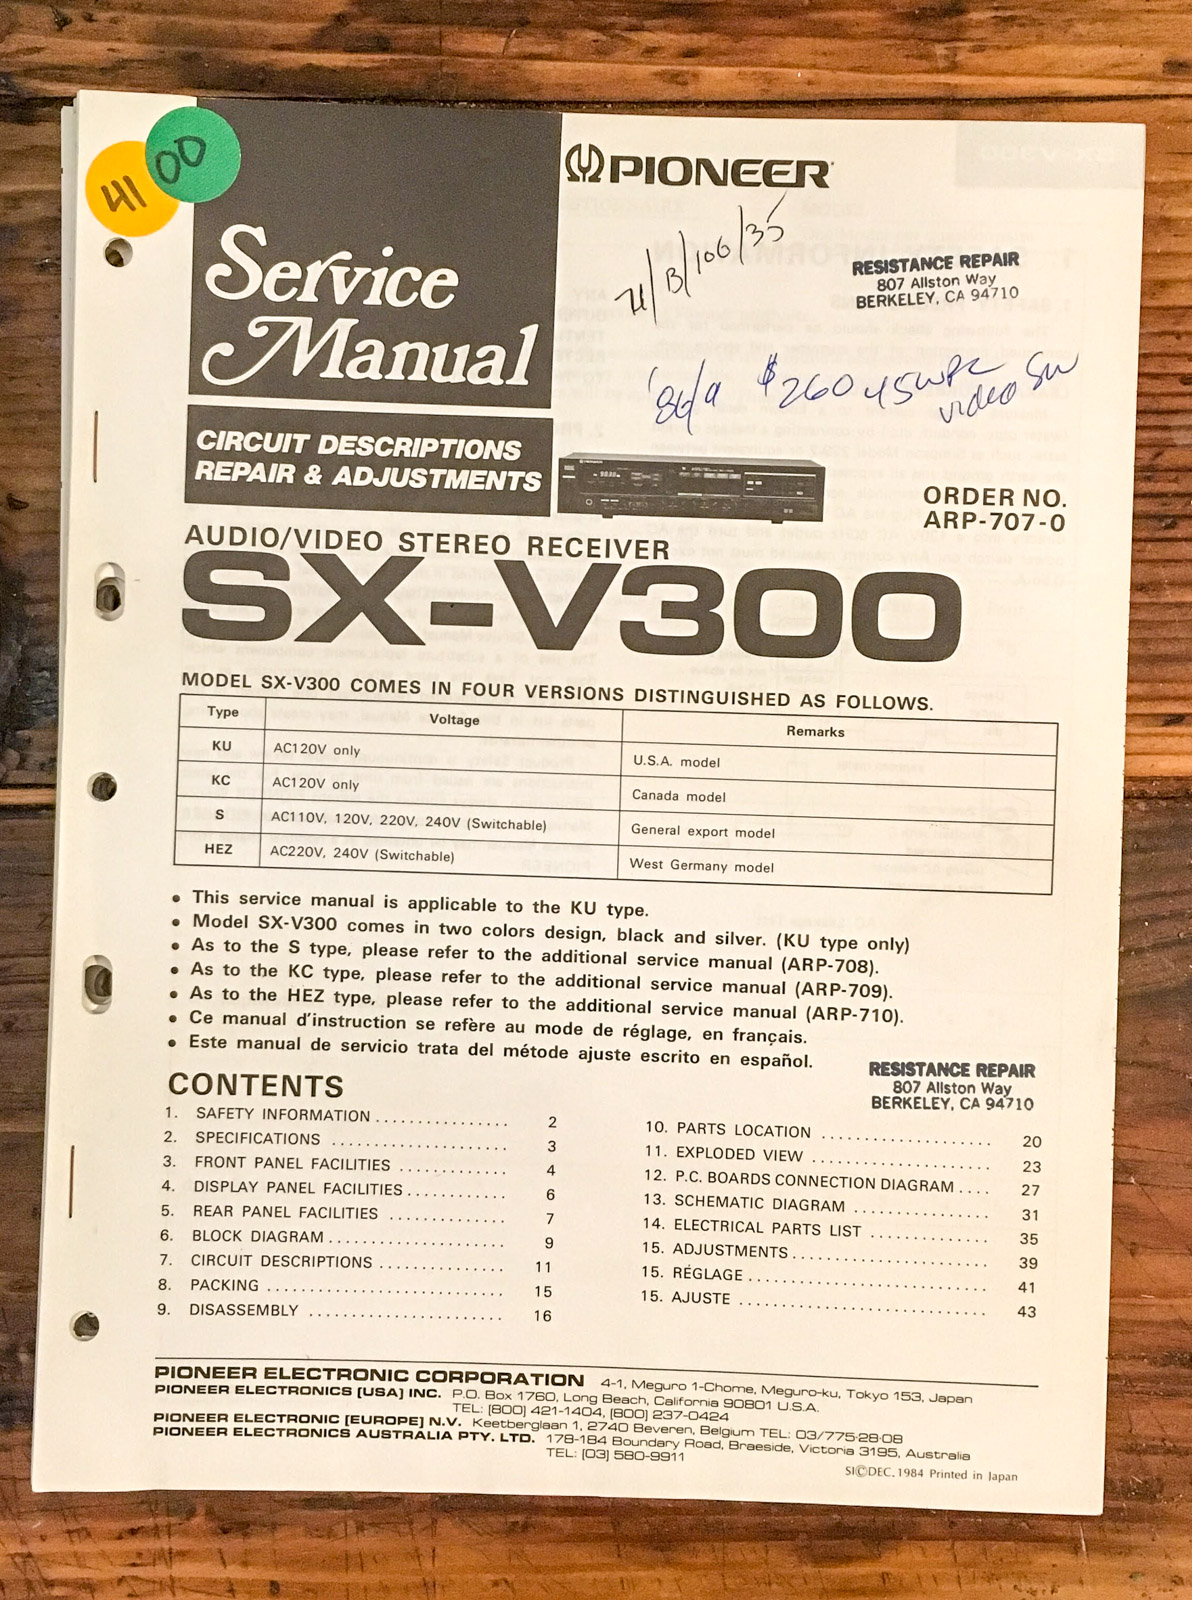 41
00
Service
Manual
CIRCUIT DESCRIPTIONS
REPAIR & ADJUSTMENTS
PIONEER
/B/100/35
RESISTANCE REPAIR
807 Allston Way
BERKELEY, CA 94710
'86/9 $260 45WPC
video SW
ORDER NO.
ARP-707-0
AUDIO/VIDEO STEREO RECEIVER
SX-V300
MODEL SX-V300 COMES IN FOUR VERSIONS DISTINGUISHED AS FOLLOWS.
Type Voltage Remarks
KU AC120V only U.S.A. model
KC AC120V only Canada model
S AC110V, 120V, 220V, 240V (Switchable) General export model
HEZ AC220V, 240V (Switchable) West Germany model
• This service manual is applicable to the KU type.
• Model SX-V300 comes in two colors design, black and silver. (KU type only)
• As to the S type, please refer to the additional service manual (ARP-708).
• As to the KC type, please refer to the additional service manual (ARP-709).
• As to the HEZ type, please refer to the additional service manual (ARP-710).
• Ce manual d'instruction se refère au mode de réglage, en français.
• Este manual de servicio trata del métode ajuste escrito en español.
RESISTANCE REPAIR
807 Allston Way
BERKELEY, CA 94710
CONTENTS
1. SAFETY INFORMATION ............... 2
2. SPECIFICATIONS ................... 3
3. FRONT PANEL FACILITIES ............ 4
4. DISPLAY PANEL FACILITIES ........... 6
5. REAR PANEL FACILITIES ............. 7
6. BLOCK DIAGRAM ................... 9
7. CIRCUIT DESCRIPTIONS .............. 11
8. PACKING .......................... 15
9. DISASSEMBLY ...................... 16
10. PARTS LOCATION ................... 20
11. EXPLODED VIEW .................... 23
12. P.C. BOARDS CONNECTION DIAGRAM .... 27
13. SCHEMATIC DIAGRAM ............... 31
14. ELECTRICAL PARTS LIST ............. 35
15. ADJUSTMENTS ...................... 39
15. RÉGLAGE .......................... 41
15. AJUSTE ........................... 43
PIONEER ELECTRONIC CORPORATION 4-1, Meguro 1-Chome, Meguro-ku, Tokyo 153, Japan
PIONEER ELECTRONICS [USA] INC. P.O. Box 1760, Long Beach, California 90801 U.S.A.
TEL: [800] 421-1404, [800] 237-0424
PIONEER ELECTRONIC [EUROPE] N.V. Keetberglaan 1, 2740 Beveren, Belgium TEL: 03/775·28·08
PIONEER ELECTRONICS AUSTRALIA PTY. LTD. 178-184 Boundary Road, Braeside, Victoria 3195, Australia
TEL: [03] 580-9911
SI©DEC. 1984 Printed in Japan